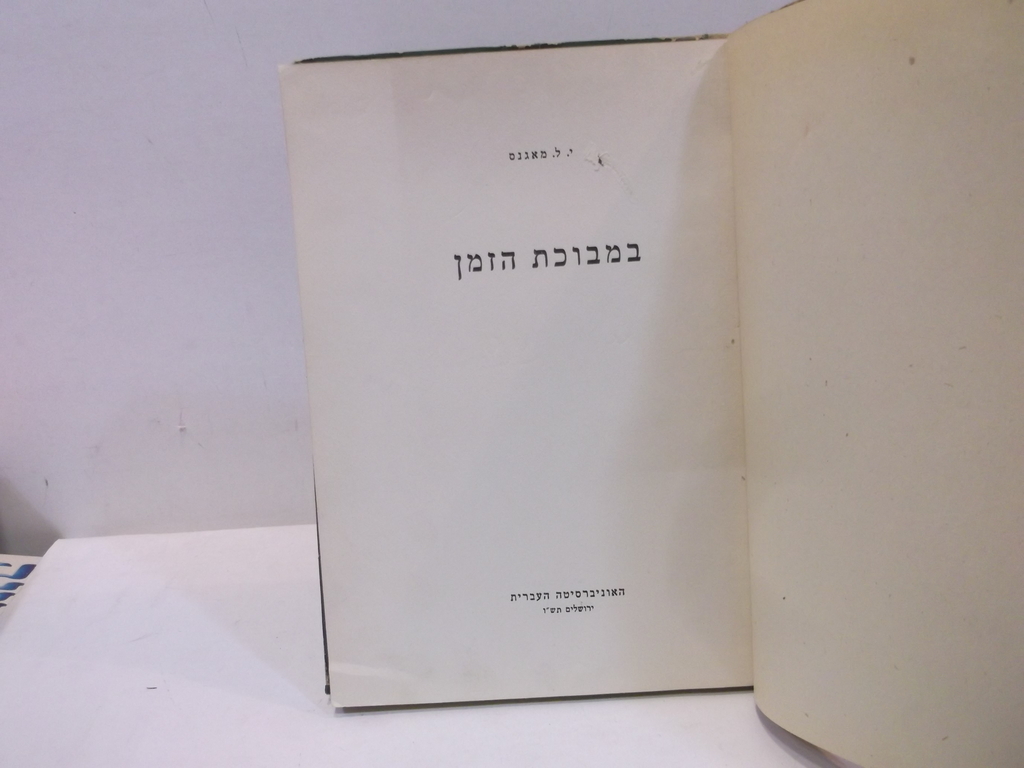 י. ל. מאגנס
במבוכת הזמן
האוניברסיטה העברית
ירושלים תש״ו